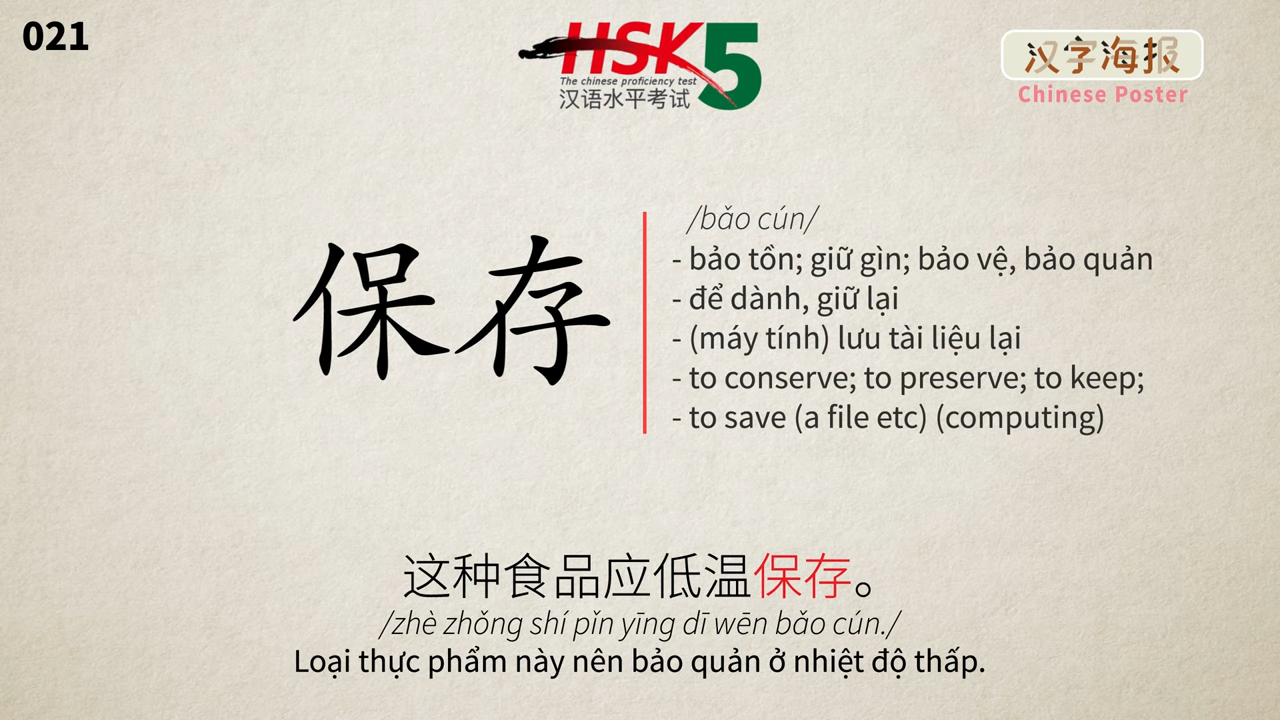 021
HSK5
The chinese proficiency test
汉语水平考试
汉字海报
Chinese Poster
保存
/bǎo cún/
- bảo tồn; giữ gìn; bảo vệ, bảo quản
- để dành, giữ lại
- (máy tính) lưu tài liệu lại
- to conserve; to preserve; to keep;
- to save (a file etc) (computing)
这种食品应低温保存。
/zhè zhǒng shí pǐn yīng dī wēn bǎo cún./
Loại thực phẩm này nên bảo quản ở nhiệt độ thấp.